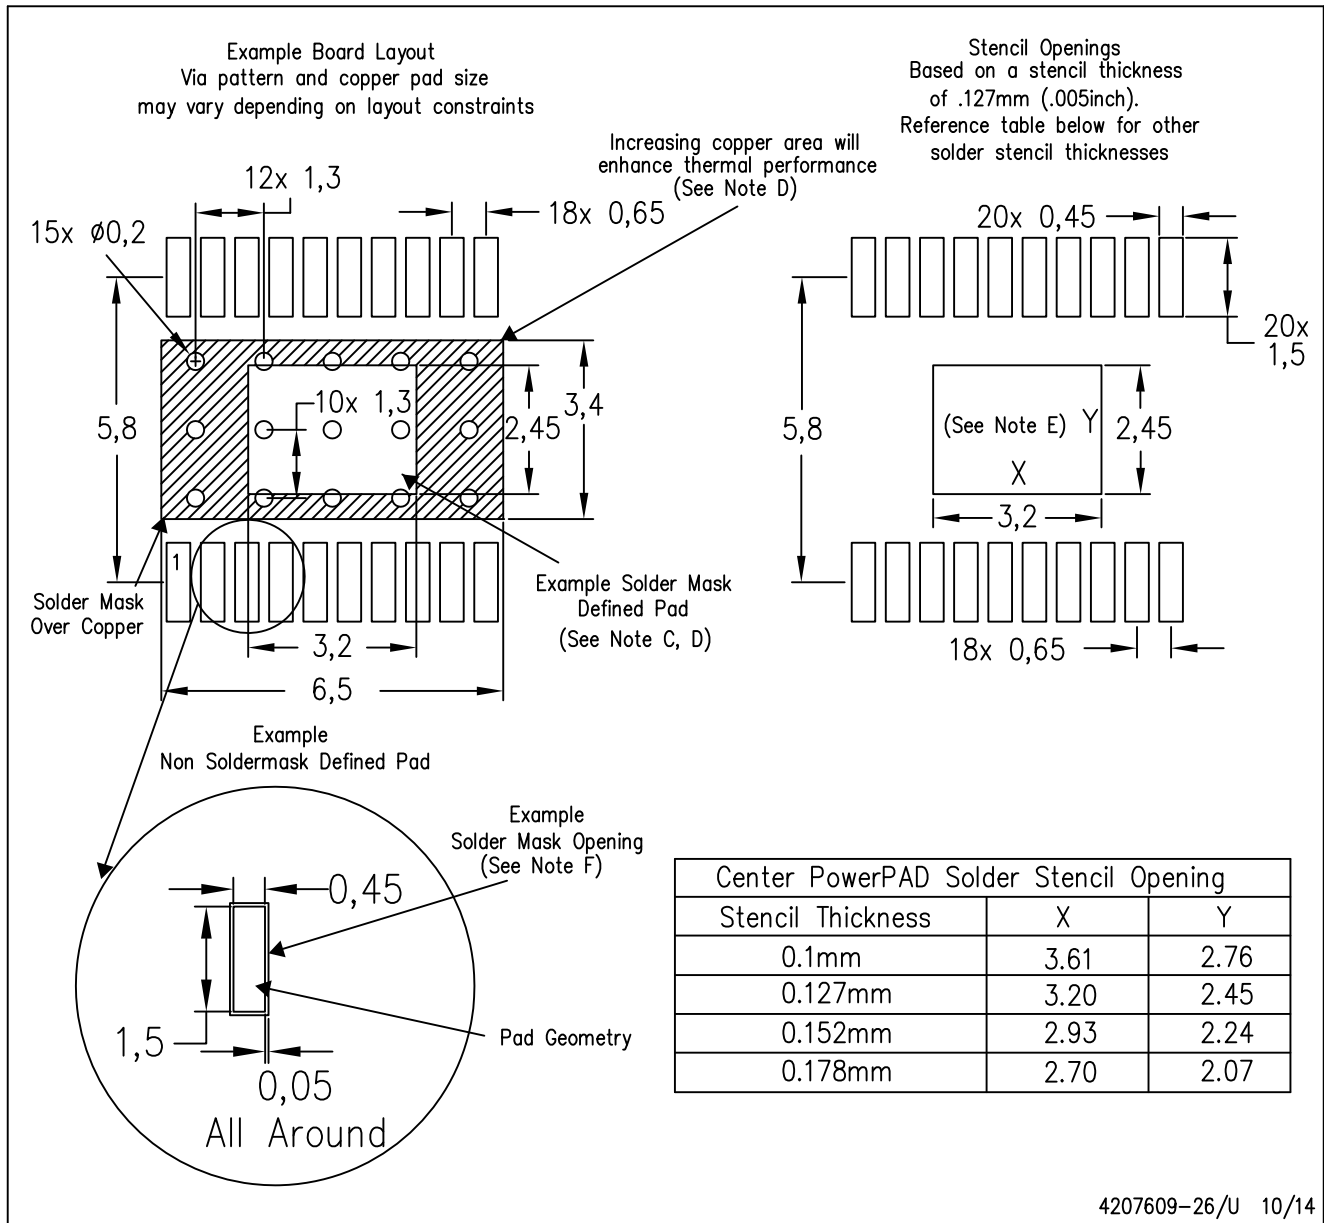 Example Board Layout
Via pattern and copper pad size
may vary depending on layout constraints
Stencil Openings
Based on a stencil thickness
of .127mm (.005inch).
Reference table below for other
solder stencil thicknesses
Increasing copper area will
enhance thermal performance
(See Note D)
12x 1,3
18x 0,65
15x ø0,2
5,8
10x 1,3
2,45
3,4
1
Solder Mask
Over Copper
3,2
6,5
Example Solder Mask
Defined Pad
(See Note C, D)
20x 0,45
20x
1,5
5,8
(See Note E)
Y
X
2,45
3,2
18x 0,65
Example
Non Soldermask Defined Pad
Example
Solder Mask Opening
(See Note F)
0,45
1,5
Pad Geometry
0,05
All Around
Center PowerPAD Solder Stencil Opening
Stencil Thickness X Y
0.1mm 3.61 2.76
0.127mm 3.20 2.45
0.152mm 2.93 2.24
0.178mm 2.70 2.07
4207609-26/U 10/14